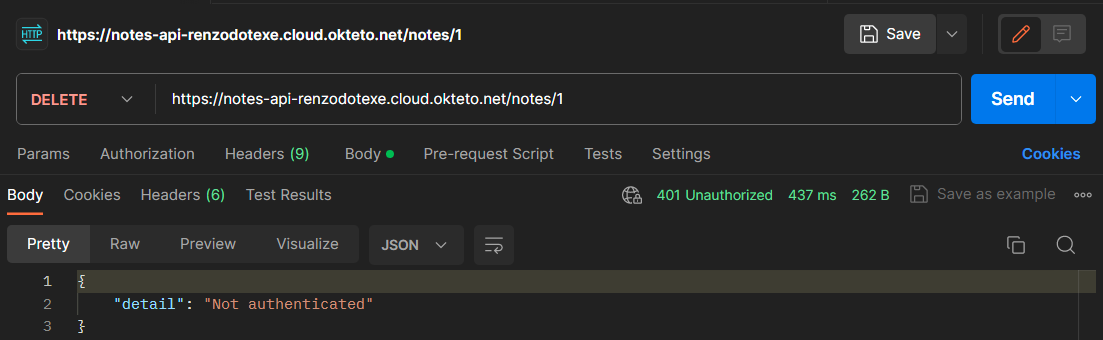 HTTP https://notes-api-renzodotexe.cloud.okteto.net/notes/1 Save
DELETE https://notes-api-renzodotexe.cloud.okteto.net/notes/1 Send
Params Authorization Headers (9) Body Pre-request Script Tests Settings Cookies
Body Cookies Headers (6) Test Results 401 Unauthorized 437 ms 262 B Save as example
Pretty Raw Preview Visualize JSON
1 {
2 "detail": "Not authenticated"
3 }